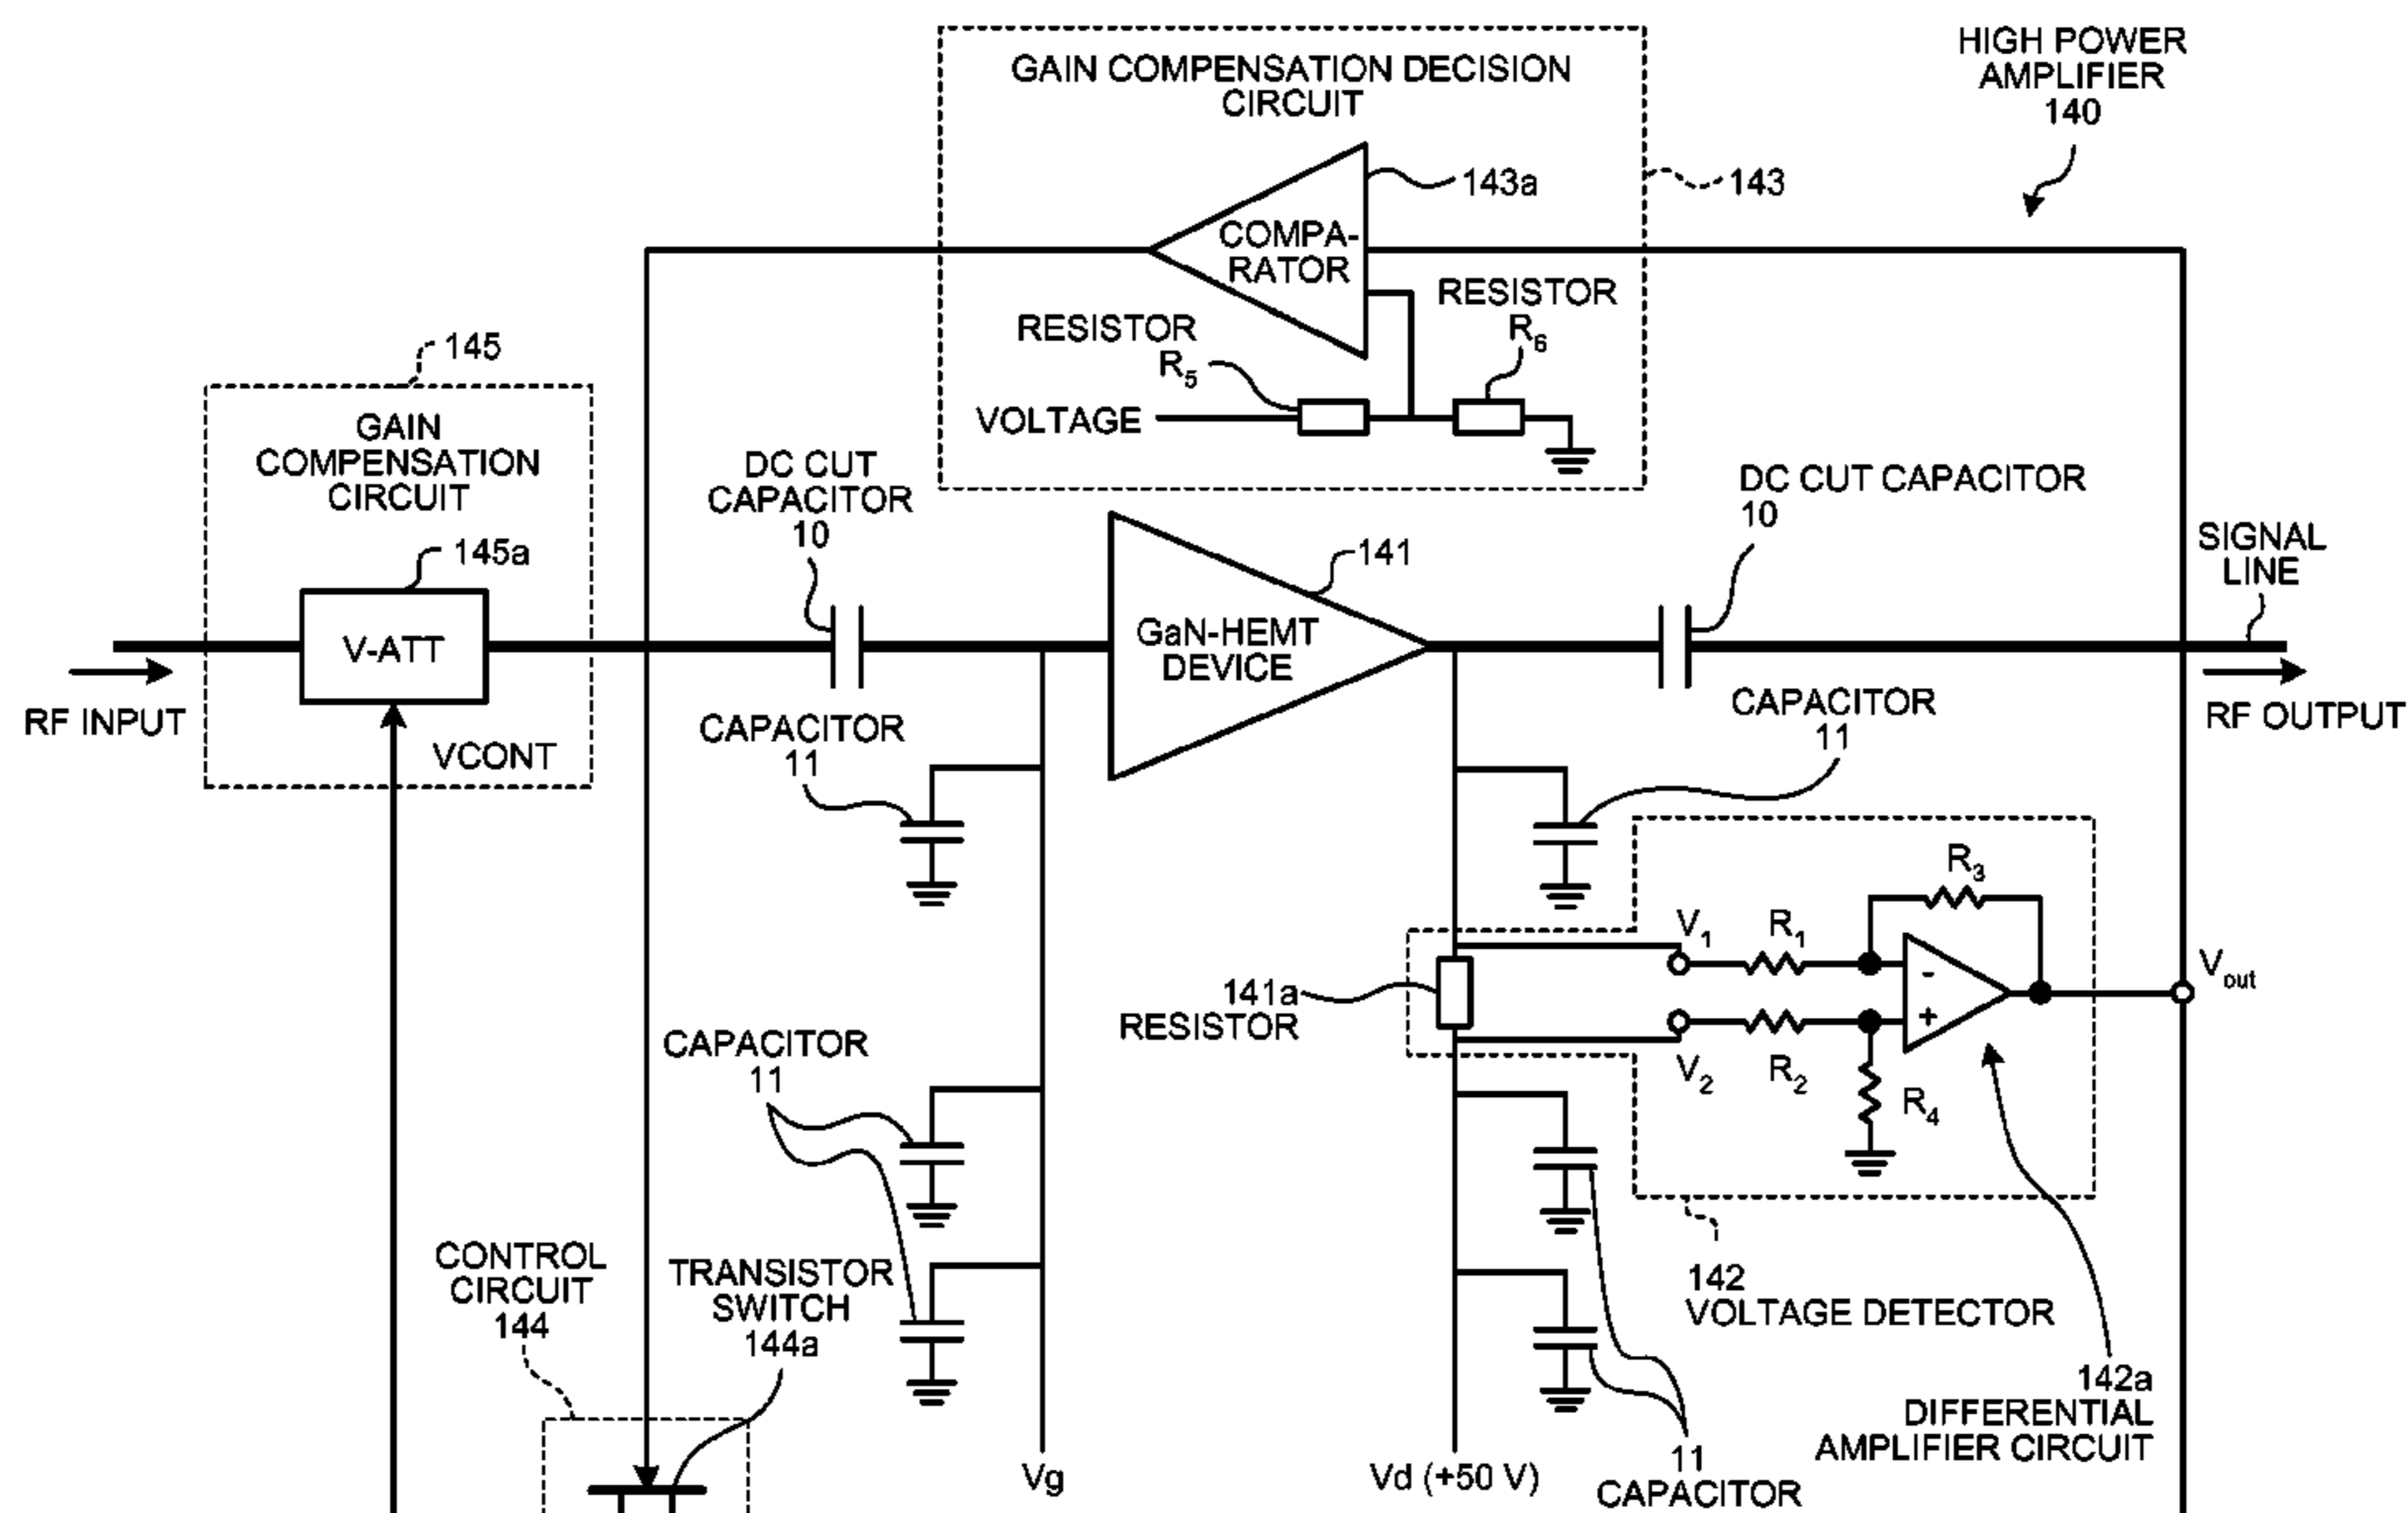 HIGH POWER
AMPLIFIER
140
GAIN COMPENSATION DECISION
CIRCUIT
143a
143
COMPA-
RATOR
RESISTOR
R6
RESISTOR
R5
VOLTAGE
145
GAIN
COMPENSATION
CIRCUIT
145a
V-ATT
VCONT
RF INPUT
DC CUT
CAPACITOR
10
141
GaN-HEMT
DEVICE
DC CUT CAPACITOR
10
SIGNAL
LINE
RF OUTPUT
CAPACITOR
11
CAPACITOR
11
V1
R1
R3
-
+
V2
R2
R4
Vout
141a
RESISTOR
CAPACITOR
11
142
VOLTAGE DETECTOR
142a
DIFFERENTIAL
AMPLIFIER CIRCUIT
CONTROL
CIRCUIT
144
TRANSISTOR
SWITCH
144a
Vg
Vd (+50 V)
11
CAPACITOR